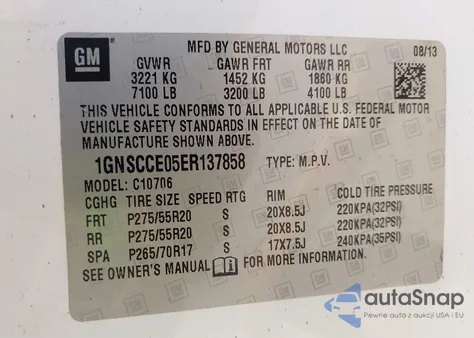 GM
MFD BY GENERAL MOTORS LLC 08/13
GVWR GAWR FRT GAWR RR
3221 KG 1452 KG 1860 KG
7100 LB 3200 LB 4100 LB
THIS VEHICLE CONFORMS TO ALL APPLICABLE U.S. FEDERAL MOTOR
VEHICLE SAFETY STANDARDS IN EFFECT ON THE DATE OF
MANUFACTURE SHOWN ABOVE.
1GNSCCE05ER137858 TYPE: M.P.V.
MODEL: C10706
CGHG TIRE SIZE SPEED RTG RIM COLD TIRE PRESSURE
FRT P275/55R20 S 20X8.5J 220KPA(32PSI)
RR P275/55R20 S 20X8.5J 220KPA(32PSI)
SPA P265/70R17 S 17X7.5J 240KPA(35PSI)
SEE OWNER'S MANUAL i FOR MORE INFORMATION.
autoSnap
Pewne auta z aukcji USA i EU